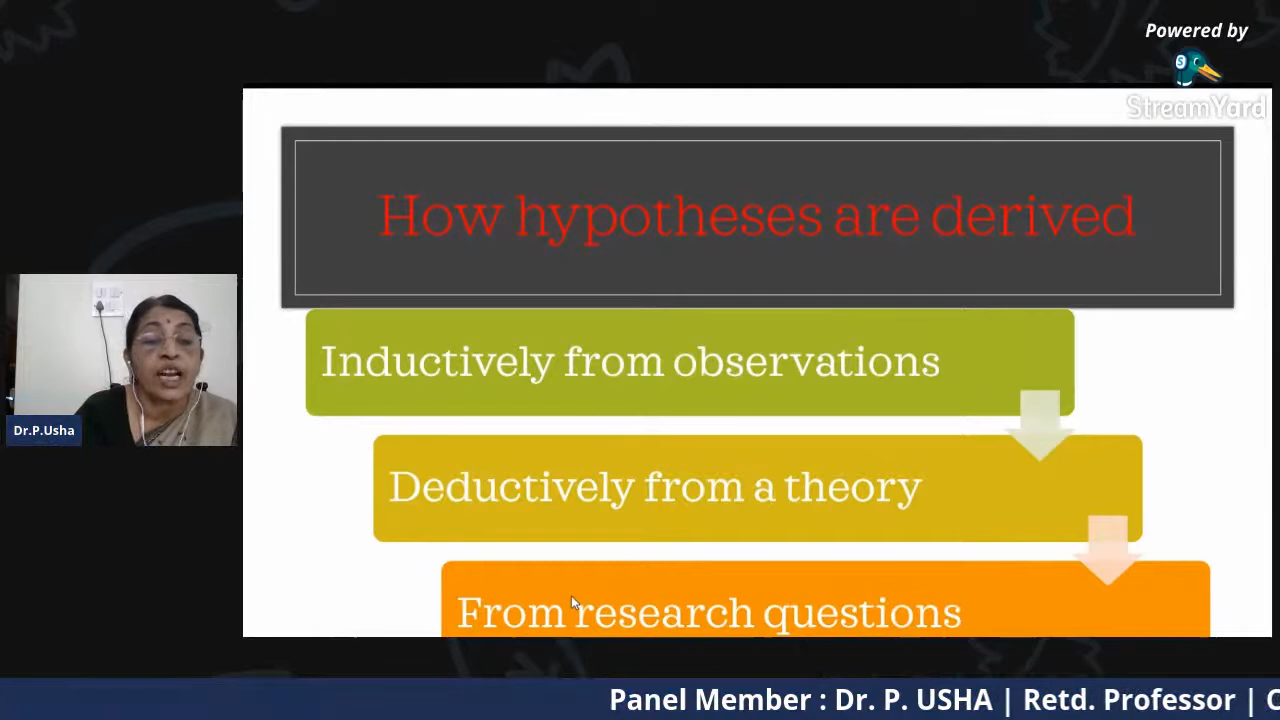 Powered by
StreamYard
How hypotheses are derived
Inductively from observations
Deductively from a theory
From research questions
Dr.P.Usha
Panel Member : Dr. P. USHA | Retd. Professor | C